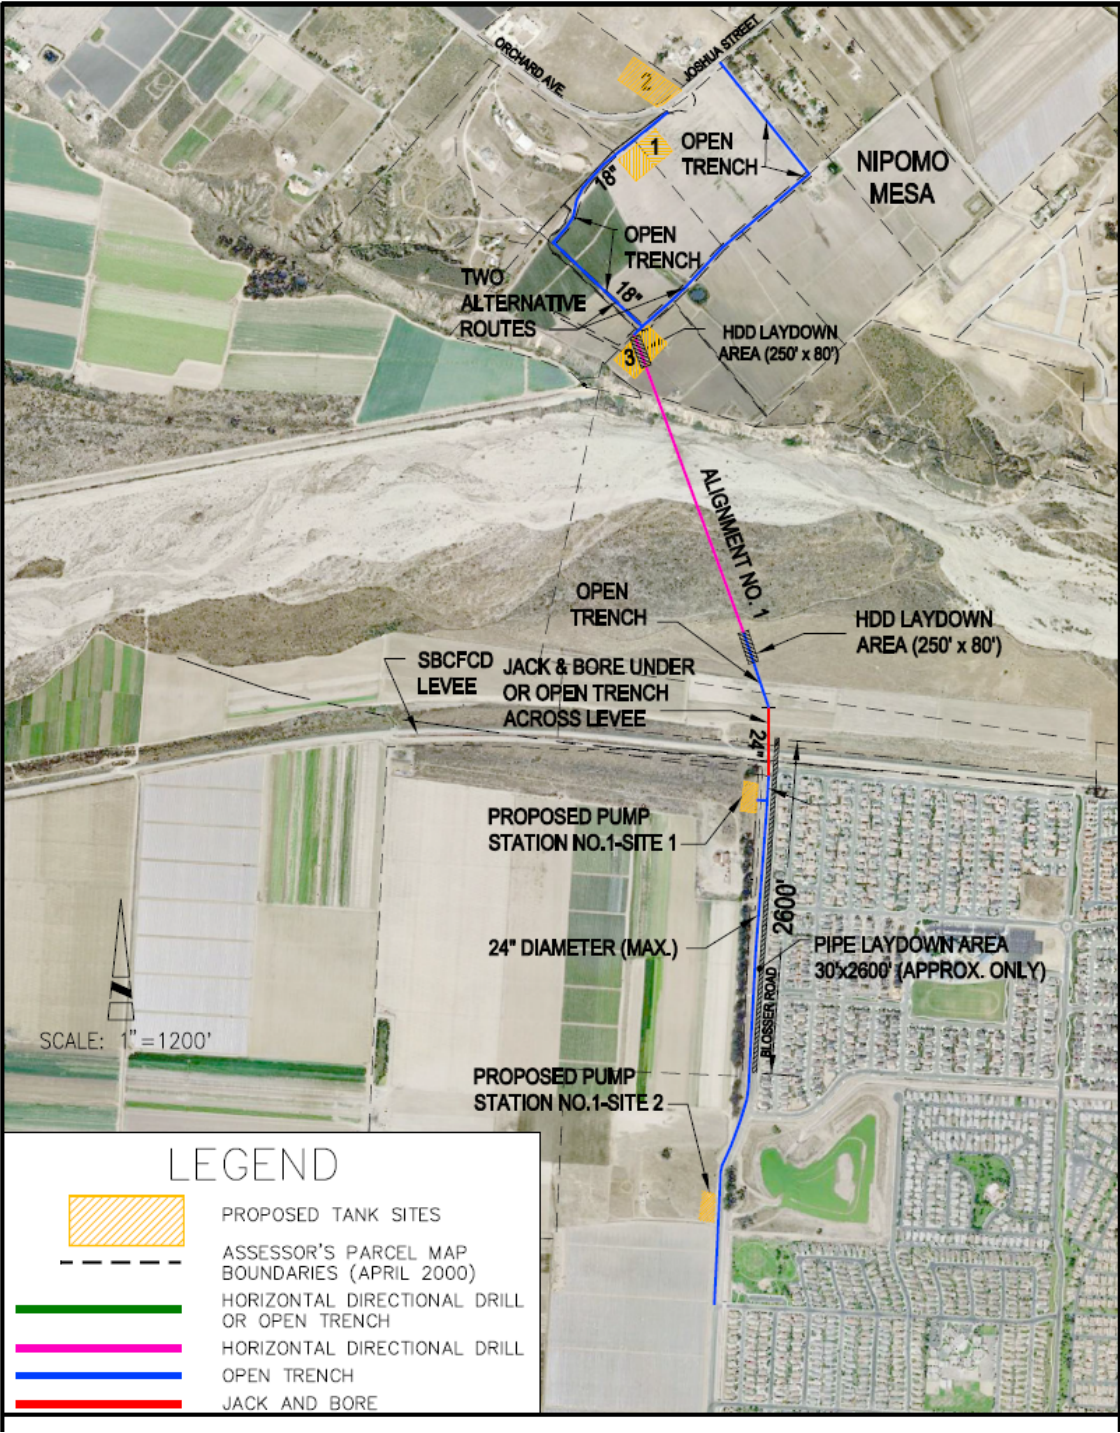 ORCHARD AVE.
JOSHUA STREET
2
1
OPEN
TRENCH
NIPOMO
MESA
18"
OPEN
TRENCH
TWO
ALTERNATIVE
ROUTES
18"
HDD LAYDOWN
AREA (250' x 80')
3
ALIGNMENT NO. 1
OPEN
TRENCH
HDD LAYDOWN
AREA (250' x 80')
SBCFCD
LEVEE
JACK & BORE UNDER
OR OPEN TRENCH
ACROSS LEVEE
24"
PROPOSED PUMP
STATION NO.1-SITE 1
2600'
24" DIAMETER (MAX.)
PIPE LAYDOWN AREA
30'x2600' (APPROX. ONLY)
BLOSSER ROAD
SCALE: 1"=1200'
PROPOSED PUMP
STATION NO.1-SITE 2
LEGEND
PROPOSED TANK SITES
ASSESSOR'S PARCEL MAP
BOUNDARIES (APRIL 2000)
HORIZONTAL DIRECTIONAL DRILL
OR OPEN TRENCH
HORIZONTAL DIRECTIONAL DRILL
OPEN TRENCH
JACK AND BORE